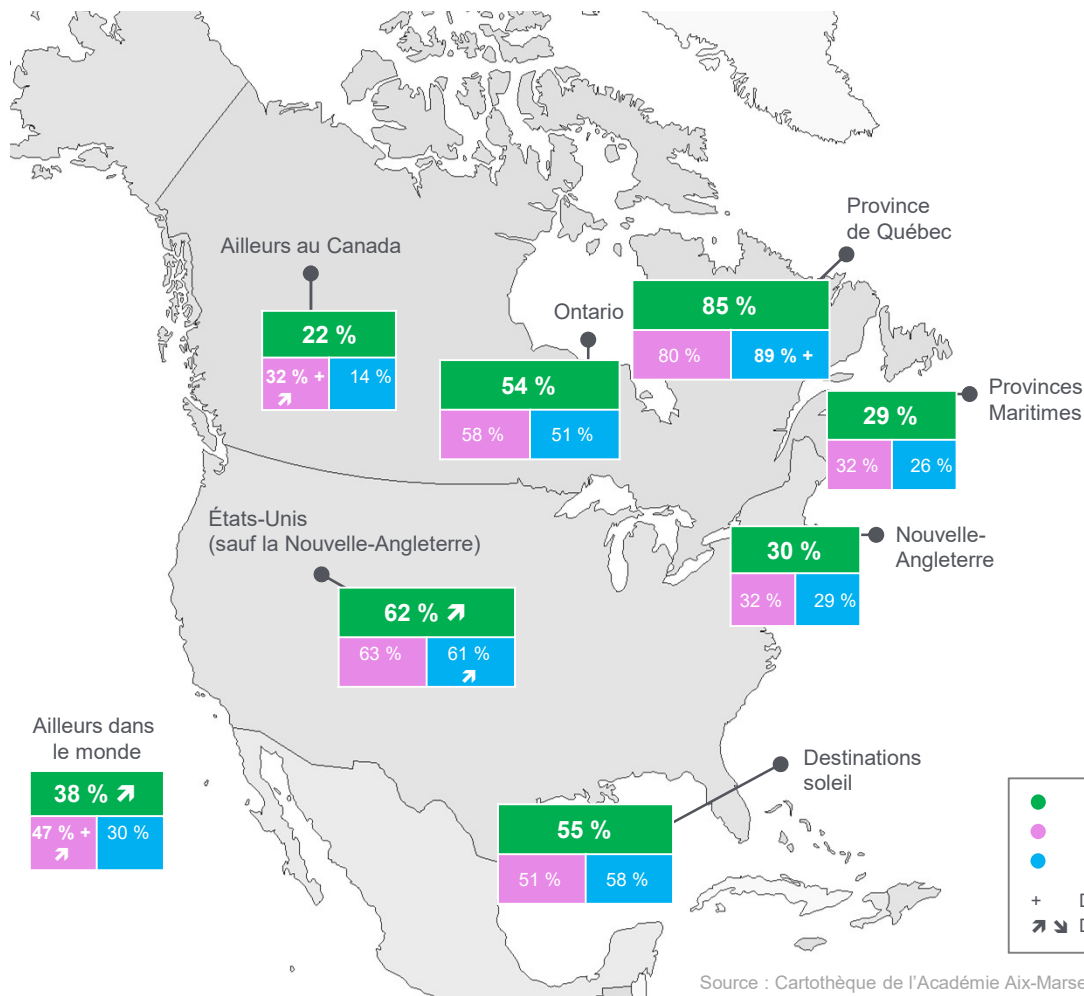 Province
de Québec
85 %
80 % 89 % +
Ailleurs au Canada
22 %
32 % + 14 %
↗
Ontario
54 %
58 % 51 %
Provinces
Maritimes
29 %
32 % 26 %
États-Unis
(sauf la Nouvelle-Angleterre)
62 % ↗
63 % 61 %
↗
Nouvelle-
Angleterre
30 %
32 % 29 %
Ailleurs dans
le monde
38 % ↗
47 % + 30 %
↗
Destinations
soleil
55 %
51 % 58 %
+ D
↗ ↘ D
Source : Cartothèque de l'Académie Aix-Marse